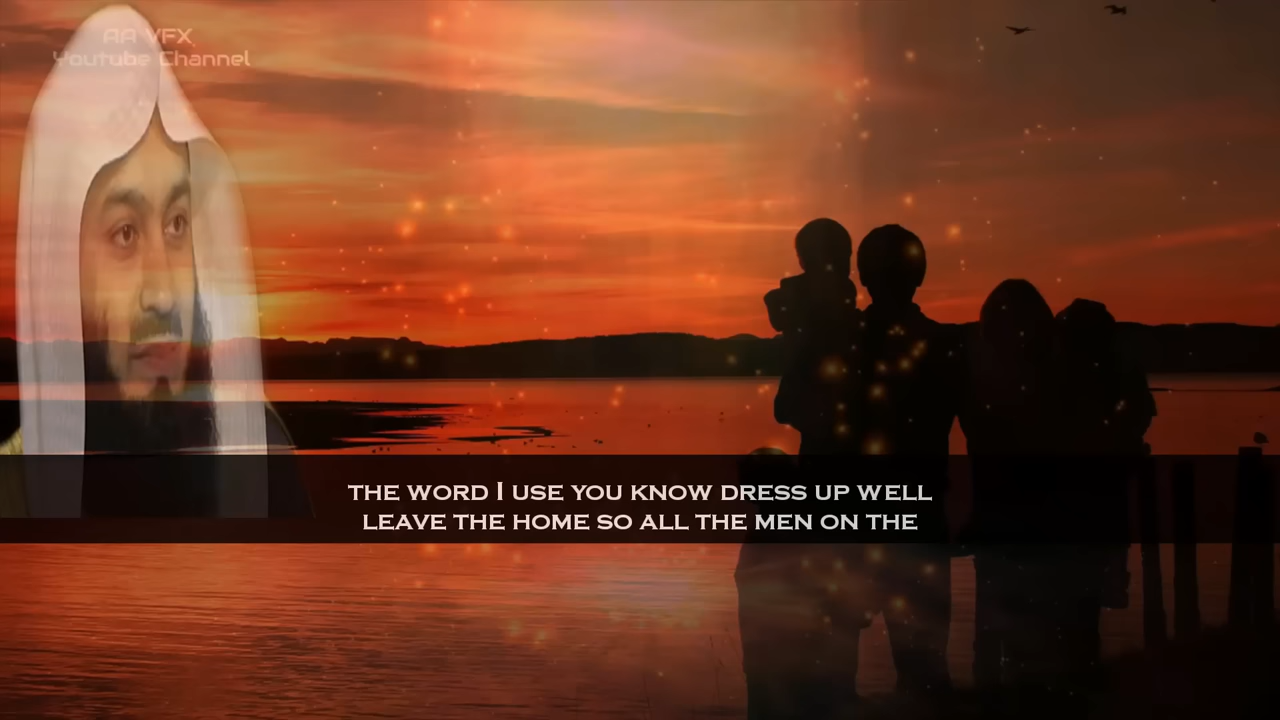 AA VFX
Youtube Channel
THE WORD I USE YOU KNOW DRESS UP WELL
LEAVE THE HOME SO ALL THE MEN ON THE